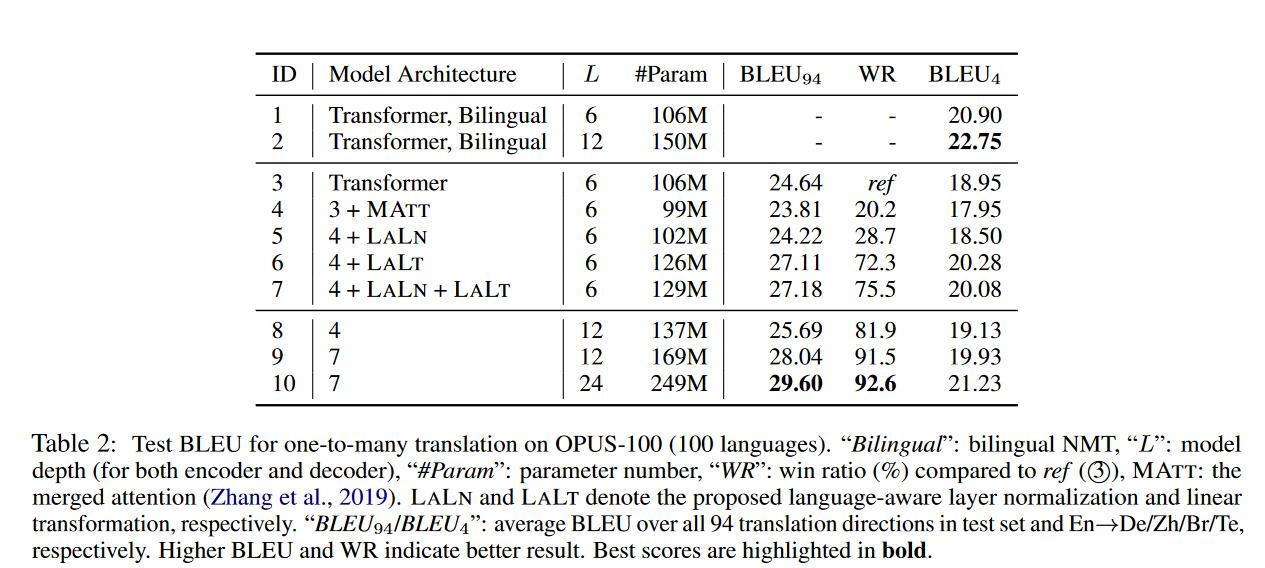 ID Model Architecture L #Param BLEU94 WR BLEU4
1 Transformer, Bilingual 6 106M - - 20.90
2 Transformer, Bilingual 12 150M - - 22.75
3 Transformer 6 106M 24.64 ref 18.95
4 3 + MATT 6 99M 23.81 20.2 17.95
5 4 + LALN 6 102M 24.22 28.7 18.50
6 4 + LALT 6 126M 27.11 72.3 20.28
7 4 + LALN + LALT 6 129M 27.18 75.5 20.08
8 4 12 137M 25.69 81.9 19.13
9 7 12 169M 28.04 91.5 19.93
10 7 24 249M 29.60 92.6 21.23
Table 2: Test BLEU for one-to-many translation on OPUS-100 (100 languages). “Bilingual”: bilingual NMT, “L”: model
depth (for both encoder and decoder), “#Param”: parameter number, “WR”: win ratio (%) compared to ref (③), MATT: the
merged attention (Zhang et al., 2019). LALN and LALT denote the proposed language-aware layer normalization and linear
transformation, respectively. “BLEU94/BLEU4”: average BLEU over all 94 translation directions in test set and En→De/Zh/Br/Te,
respectively. Higher BLEU and WR indicate better result. Best scores are highlighted in bold.